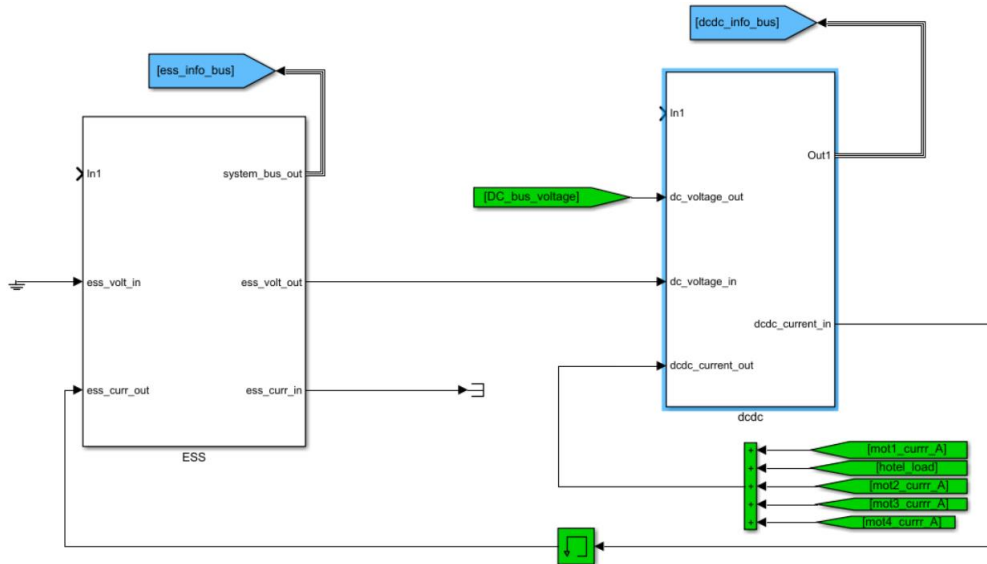 [dcdc_info_bus]
[ess_info_bus]
In1
Out1
In1
system_bus_out
[DC_bus_voltage]
dc_voltage_out
ess_volt_in
ess_volt_out
dc_voltage_in
dcdc_current_in
dcdc_current_out
ess_curr_out
ess_curr_in
dcdc
ESS
[mot1_currr_A]
[hotel_load]
[mot2_currr_A]
[mot3_currr_A]
[mot4_currr_A]
+
+
+
+
+